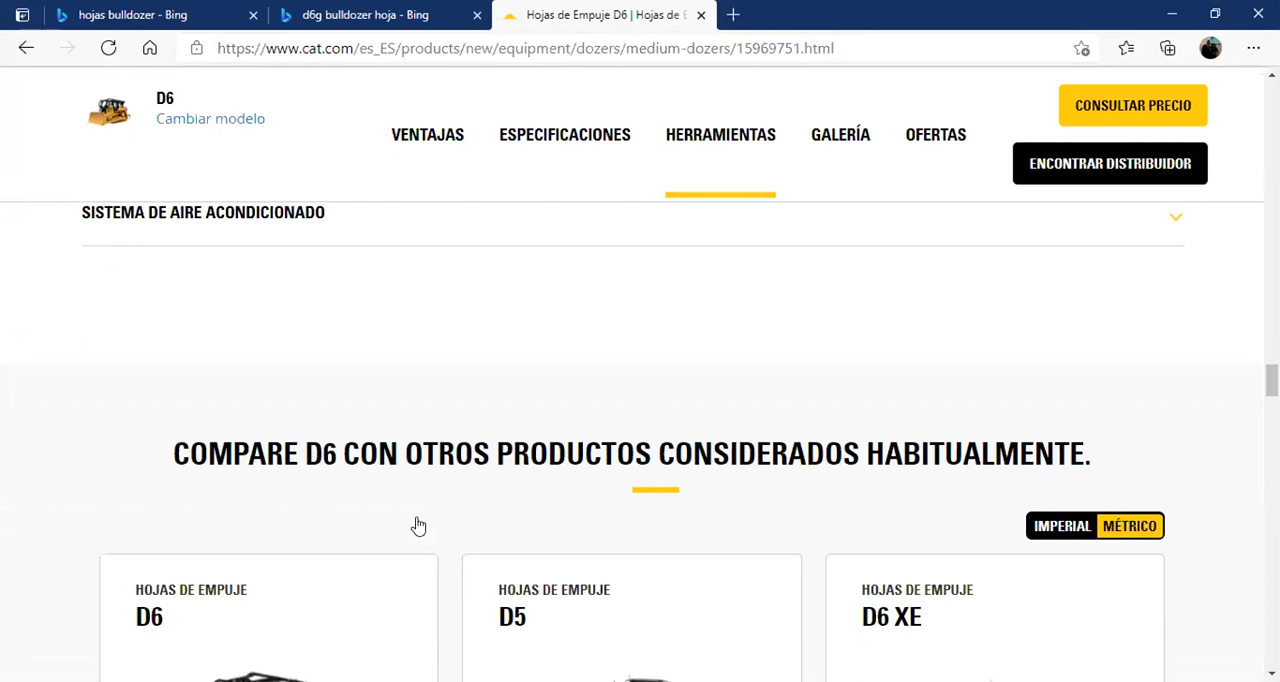 hojas bulldozer - Bing
d6g bulldozer hoja - Bing
Hojas de Empuje D6 | Hojas de E
https://www.cat.com/es_ES/products/new/equipment/dozers/medium-dozers/15969751.html
D6
Cambiar modelo
VENTAJAS
ESPECIFICACIONES
HERRAMIENTAS
GALERÍA
OFERTAS
CONSULTAR PRECIO
ENCONTRAR DISTRIBUIDOR
SISTEMA DE AIRE ACONDICIONADO
COMPARE D6 CON OTROS PRODUCTOS CONSIDERADOS HABITUALMENTE.
IMPERIAL MÉTRICO
HOJAS DE EMPUJE
D6
HOJAS DE EMPUJE
D5
HOJAS DE EMPUJE
D6 XE